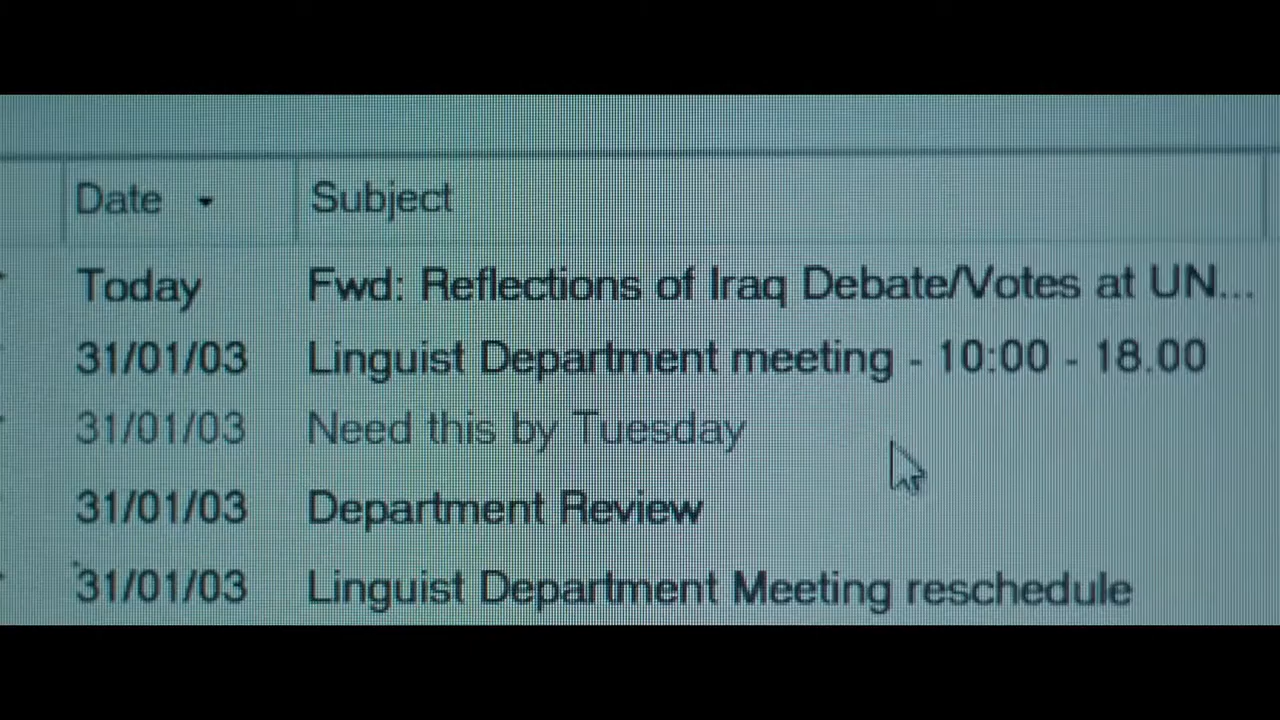 Date Subject
Today Fwd: Reflections of Iraq Debate/Votes at UN...
31/01/03 Linguist Department meeting - 10:00 - 18.00
31/01/03 Need this by Tuesday
31/01/03 Department Review
31/01/03 Linguist Department Meeting reschedule